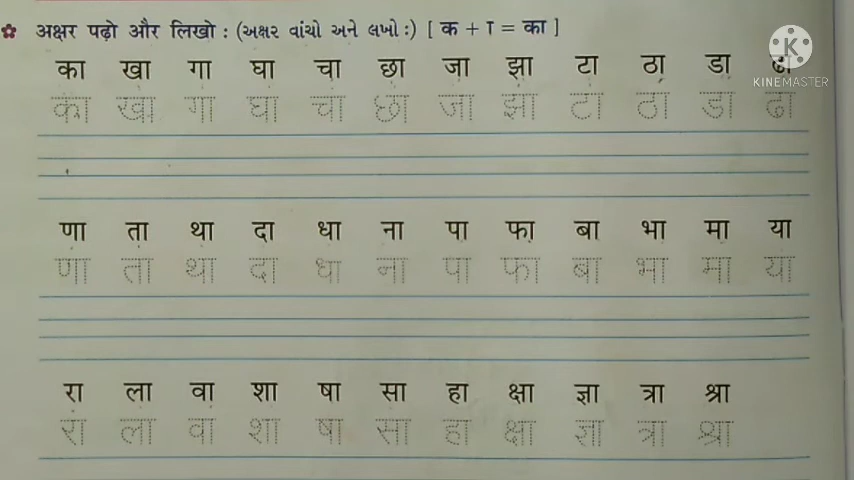 अक्षर पढ़ो और लिखो : (અક્ષર વાંચો અને લખો :) [ क + ा = का ]
KINEMASTER
का खा गा घा चा छा जा झा टा ठा डा ढा
का खा गा घा चा छा जा झा टा ठा डा ढा
णा ता था दा धा ना पा फा बा भा मा या
णा ता था दा धा ना पा फा बा भा मा या
रा ला वा शा षा सा हा क्षा ज्ञा त्रा श्रा
रा ला वा शा षा सा हा क्षा ज्ञा त्रा श्रा